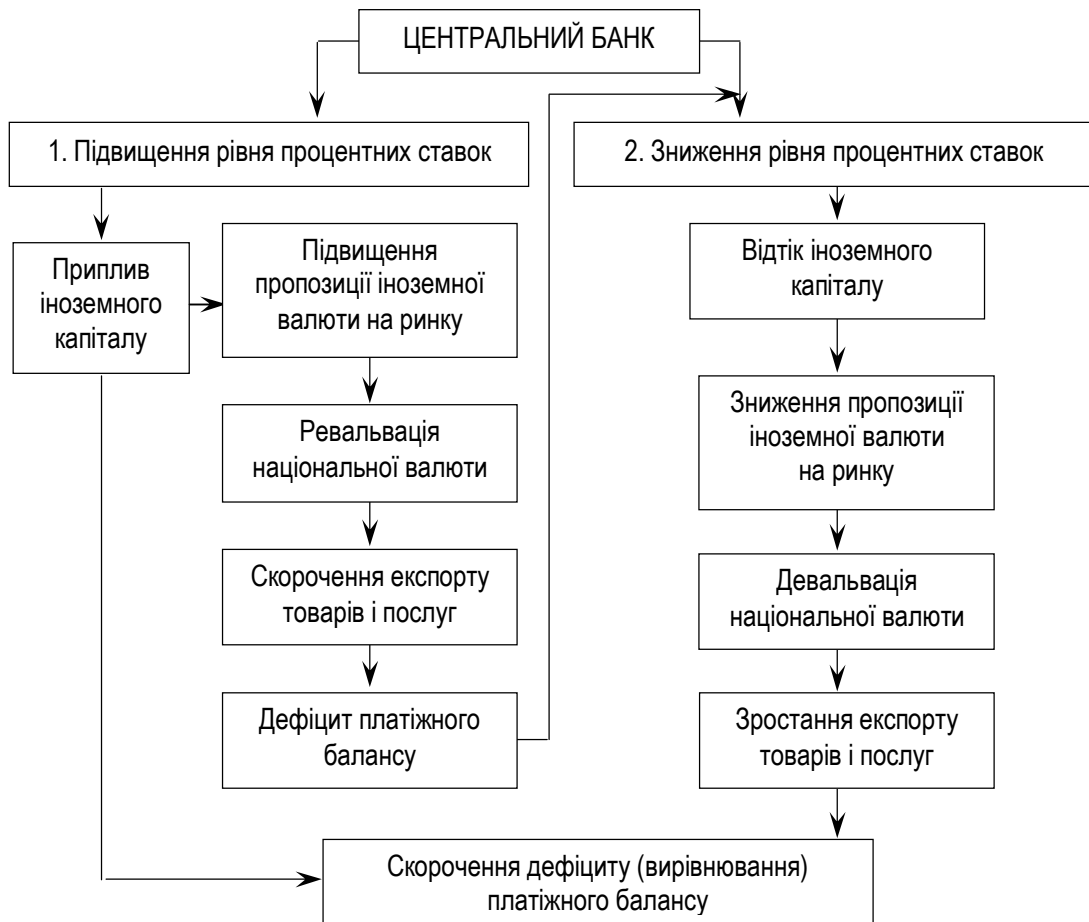 ЦЕНТРАЛЬНИЙ БАНК
1. Підвищення рівня процентних ставок
2. Зниження рівня процентних ставок
Приплив
іноземного
капіталу
Підвищення
пропозиції іноземної
валюти на ринку
Ревальвація
національної валюти
Скорочення експорту
товарів і послуг
Дефіцит платіжного
балансу
Відтік іноземного
капіталу
Зниження пропозиції
іноземної валюти
на ринку
Девальвація
національної валюти
Зростання експорту
товарів і послуг
Скорочення дефіциту (вирівнювання)
платіжного балансу